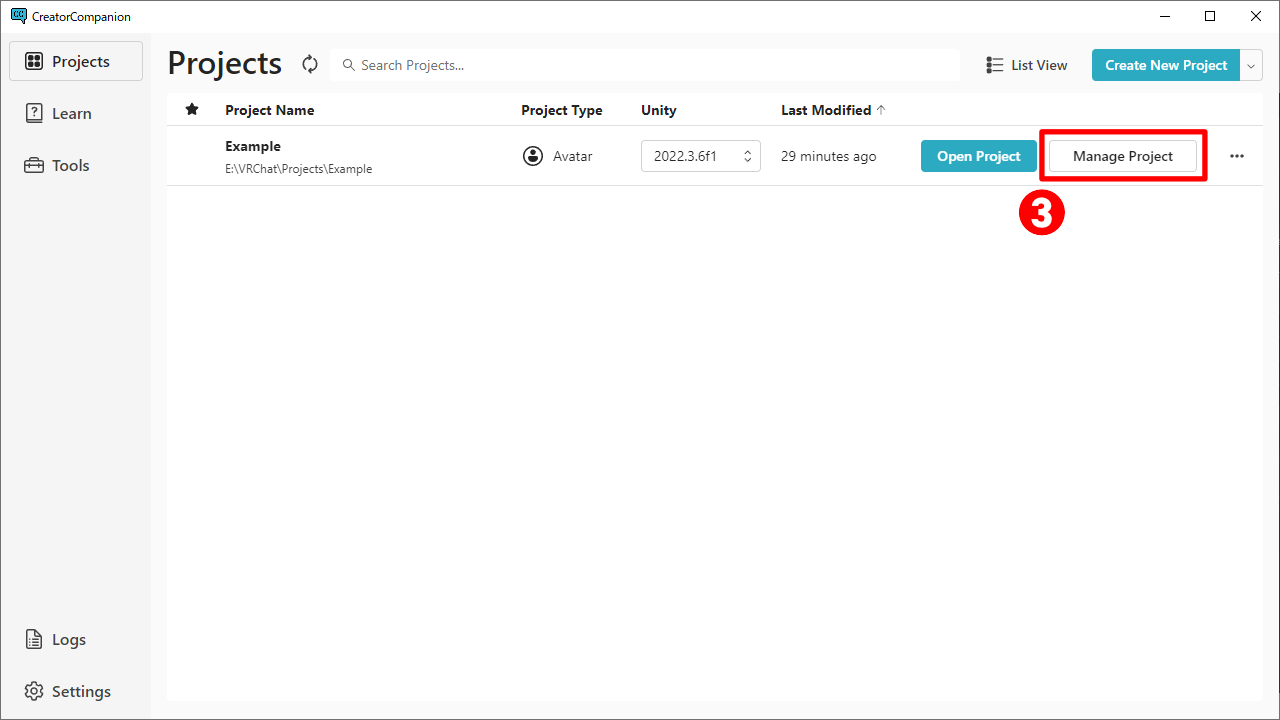 CreatorCompanion
Projects
Learn
Tools
Logs
Settings
Projects
Search Projects...
List View
Create New Project
Project Name
Project Type
Unity
Last Modified
Example
E:\VRChat\Projects\Example
Avatar
2022.3.6f1
29 minutes ago
Open Project
Manage Project
3